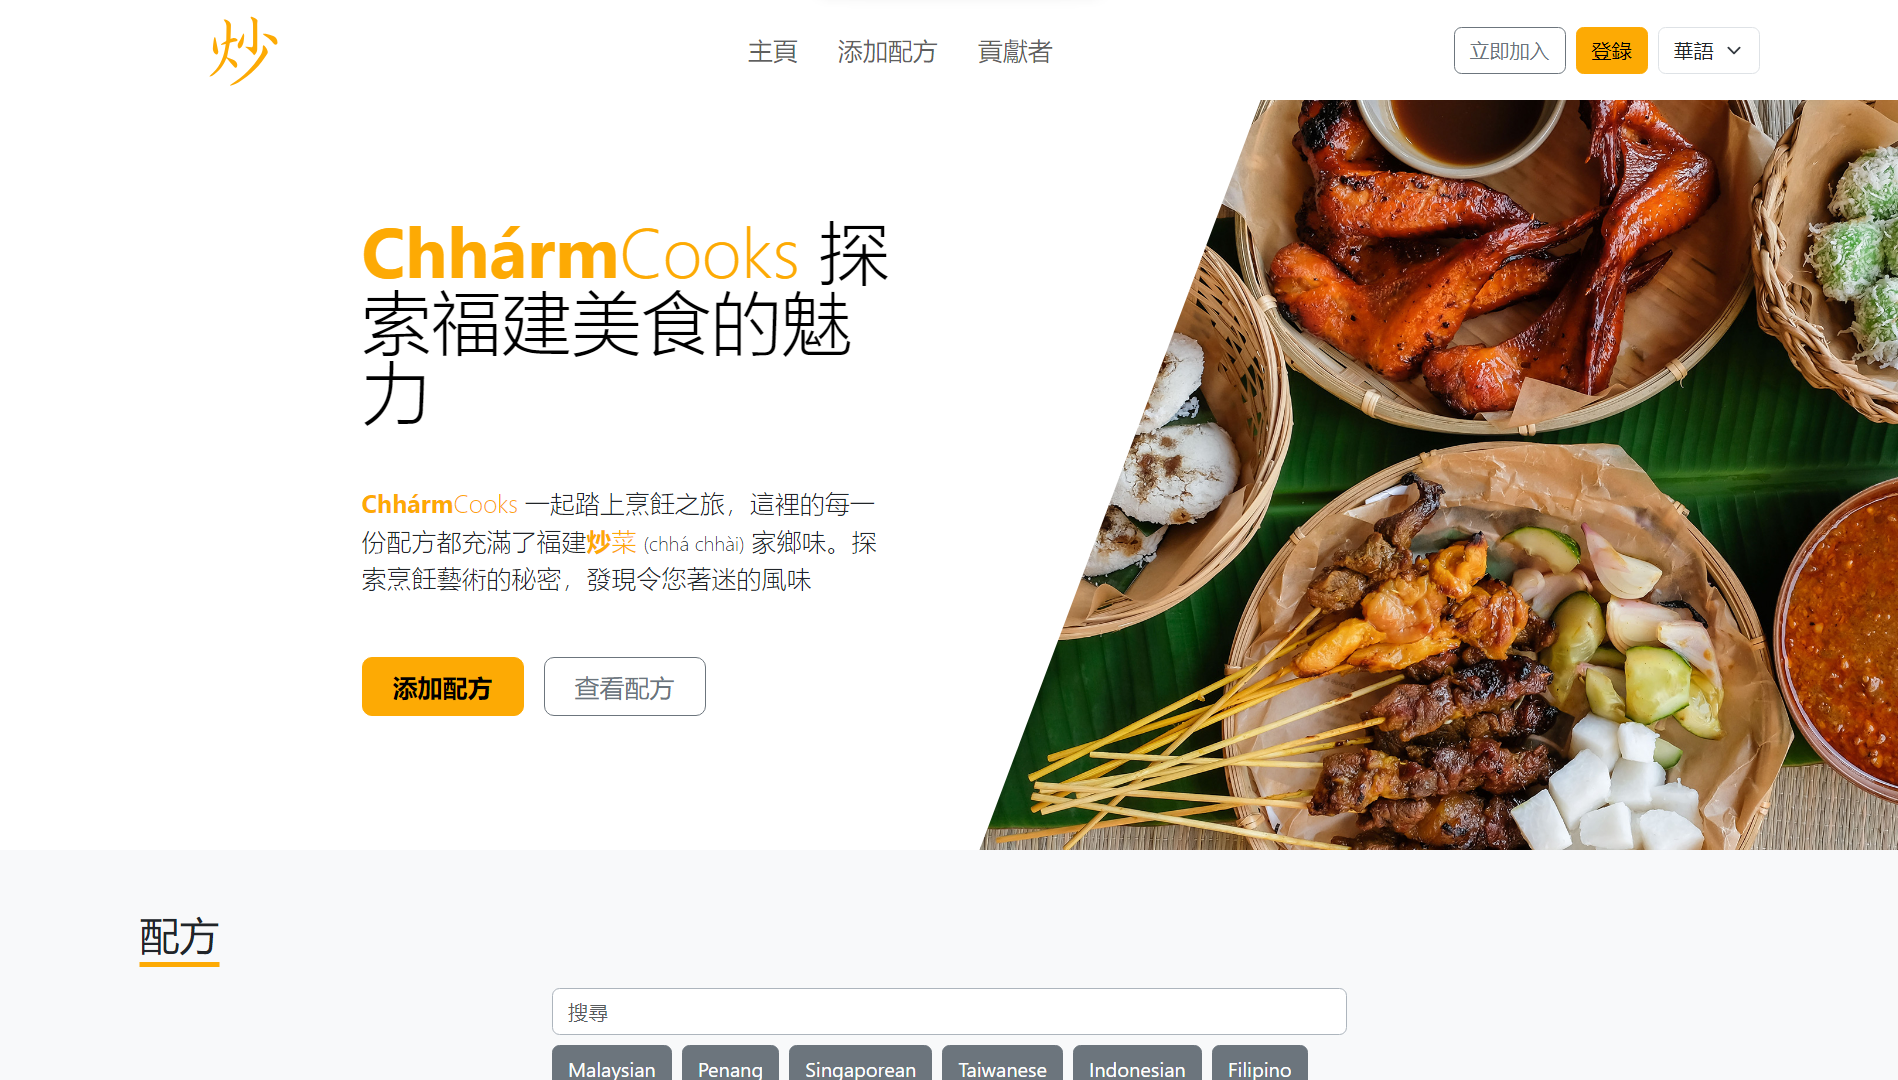 炒
主頁 添加配方 貢獻者
立即加入 登錄 華語
ChhármCooks 探
索福建美食的魅
力
ChhármCooks 一起踏上烹飪之旅，這裡的每一
份配方都充滿了福建炒菜 (chhá chhài) 家鄉味。探
索烹飪藝術的秘密，發現令您著迷的風味
添加配方 查看配方
配方
搜尋
Malaysian Penang Singaporean Taiwanese Indonesian Filipino